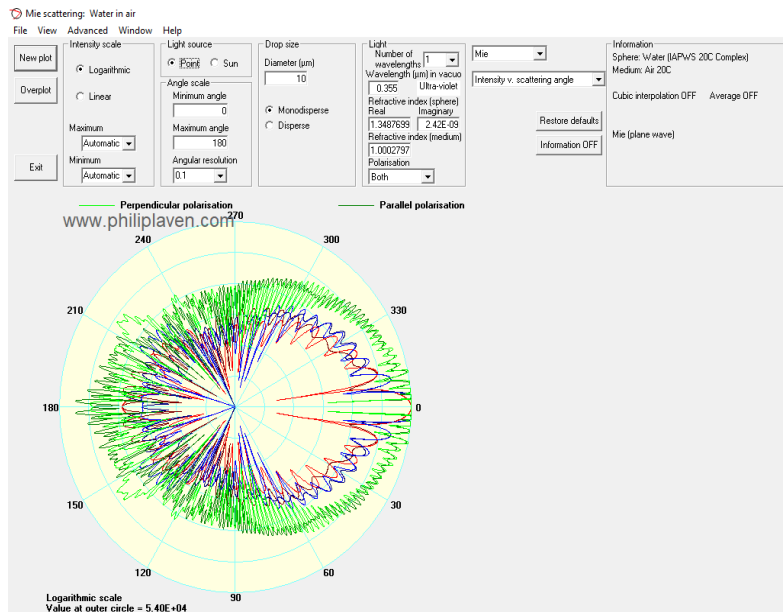 Mie scattering: Water in air
File View Advanced Window Help
New plot
Overplot
Exit
Intensity scale
Logarithmic
Linear
Maximum
Automatic
Minimum
Automatic
Light source
Point Sun
Angle scale
Minimum angle
0
Maximum angle
180
Angular resolution
0.1
Drop size
Diameter (µm)
10
Monodisperse
Disperse
Light
Number of
wavelengths 1
Wavelength (µm) in vacuo
0.355 Ultra-violet
Refractive index (sphere)
Real Imaginary
1.3487699 2.42E-09
Refractive index (medium)
1.0002797
Polarisation
Both
Mie
Intensity v. scattering angle
Restore defaults
Information OFF
Information
Sphere: Water (IAPWS 20C Complex)
Medium: Air 20C
Cubic interpolation OFF Average OFF
Mie (plane wave)
Perpendicular polarisation Parallel polarisation
www.philiplaven.com
270
240 300
210 330
180 0
150 30
120 60
90
Logarithmic scale
Value at outer circle = 5.40E+04